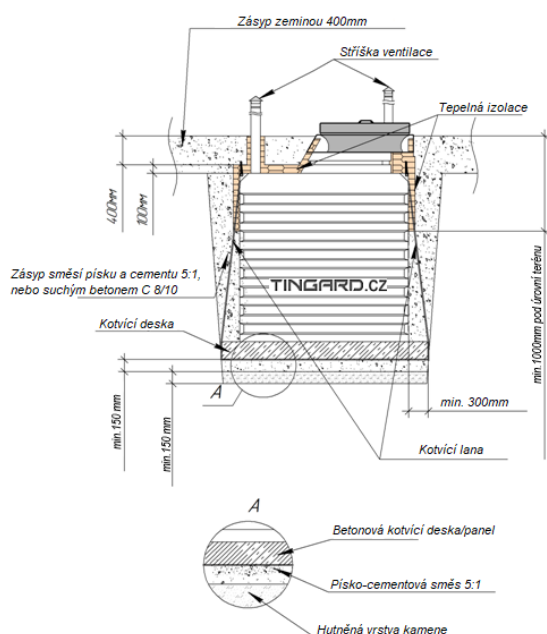 Zásyp zeminou 400mm
Stříška ventilace
Tepelná izolace
400MM
100MM
Zásyp směsí písku a cementu 5:1,
nebo suchým betonem C 8/10
TINGARD.CZ
Kotvící deska
min.1000mm pod úrovní terénu
A
min. 300mm
min.150 mm
min.150 mm
Kotvící lana
A
Betonová kotvící deska/panel
Písko-cementová směs 5:1
Hutněná vrstva kamene